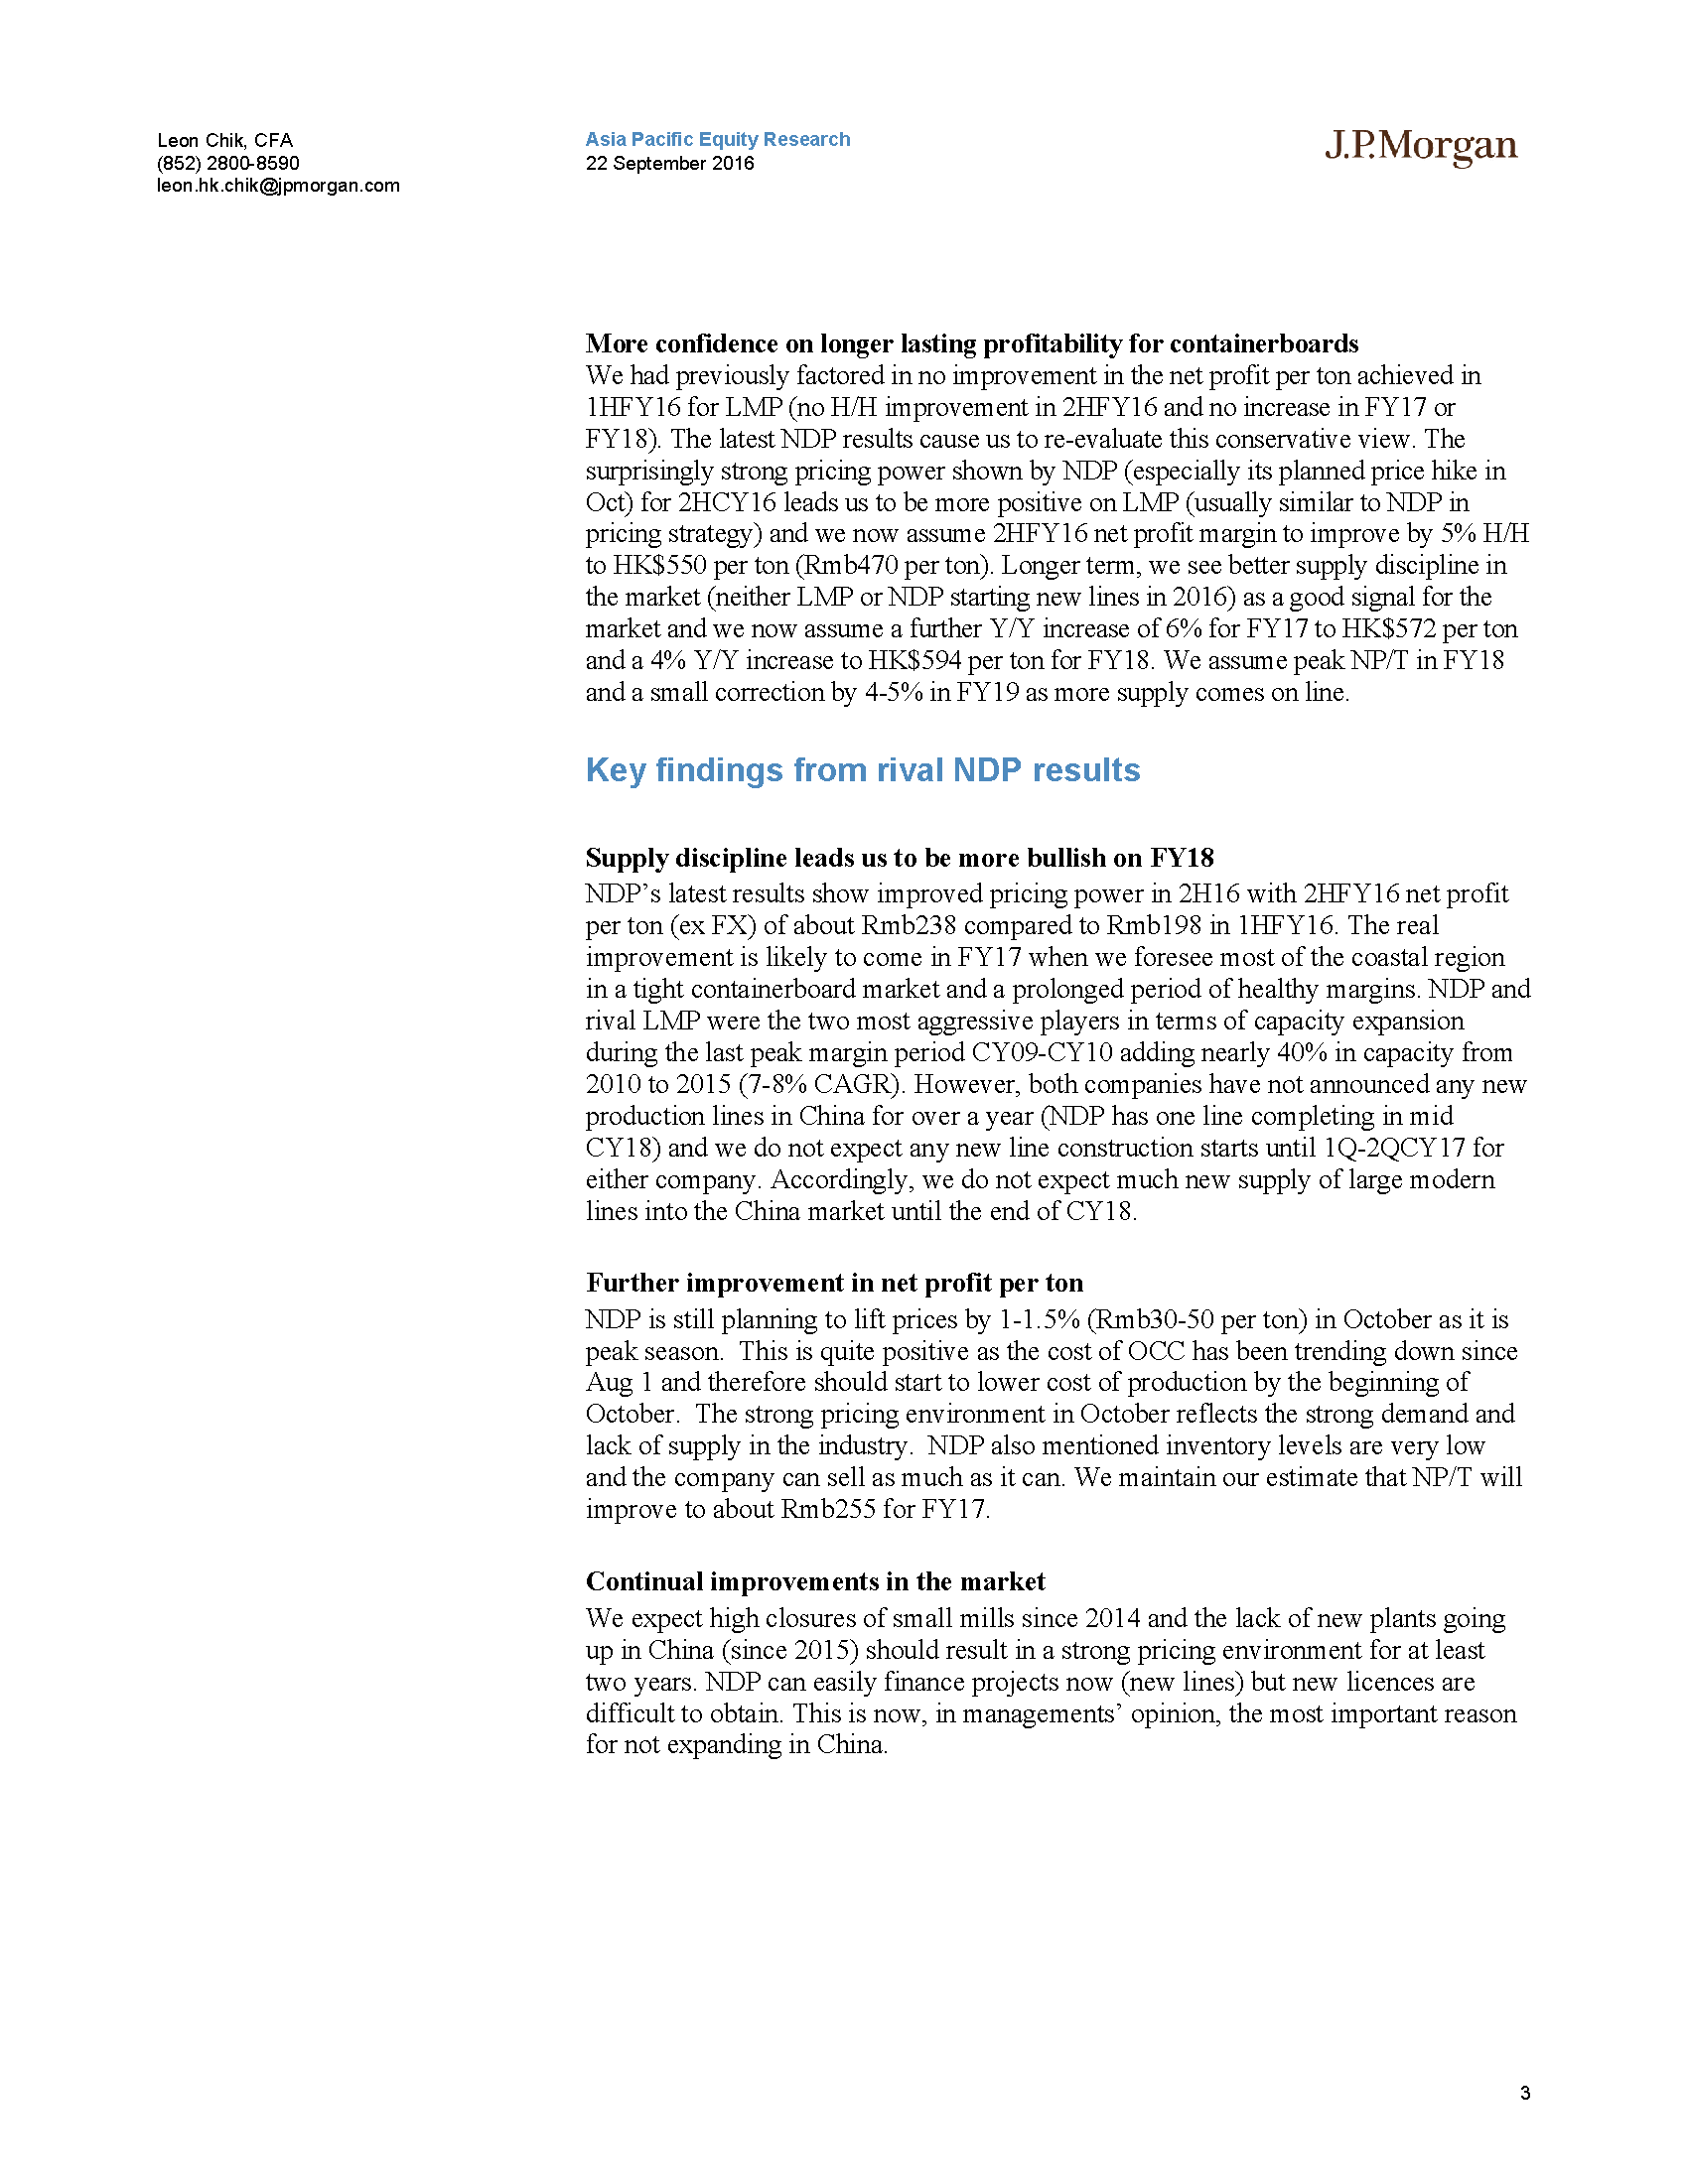 Leon Chik, CFA
(852) 2800-8590
leon.hk.chik@jpmorgan.com
Asia Pacific Equity Research
22 September 2016
J.P.Morgan
More confidence on longer lasting profitability for containerboards
We had previously factored in no improvement in the net profit per ton achieved in
1HFY16 for LMP (no H/H improvement in 2HFY16 and no increase in FY17 or
FY18). The latest NDP results cause us to re-evaluate this conservative view. The
surprisingly strong pricing power shown by NDP (especially its planned price hike in
Oct) for 2HCY16 leads us to be more positive on LMP (usually similar to NDP in
pricing strategy) and we now assume 2HFY16 net profit margin to improve by 5% H/H
to HK$550 per ton (Rmb470 per ton). Longer term, we see better supply discipline in
the market (neither LMP or NDP starting new lines in 2016) as a good signal for the
market and we now assume a further Y/Y increase of 6% for FY17 to HK$572 per ton
and a 4% Y/Y increase to HK$594 per ton for FY18. We assume peak NP/T in FY18
and a small correction by 4-5% in FY19 as more supply comes on line.
Key findings from rival NDP results
Supply discipline leads us to be more bullish on FY18
NDP’s latest results show improved pricing power in 2H16 with 2HFY16 net profit
per ton (ex FX) of about Rmb238 compared to Rmb198 in 1HFY16. The real
improvement is likely to come in FY17 when we foresee most of the coastal region
in a tight containerboard market and a prolonged period of healthy margins. NDP and
rival LMP were the two most aggressive players in terms of capacity expansion
during the last peak margin period CY09-CY10 adding nearly 40% in capacity from
2010 to 2015 (7-8% CAGR). However, both companies have not announced any new
production lines in China for over a year (NDP has one line completing in mid
CY18) and we do not expect any new line construction starts until 1Q-2QCY17 for
either company. Accordingly, we do not expect much new supply of large modern
lines into the China market until the end of CY18.
Further improvement in net profit per ton
NDP is still planning to lift prices by 1-1.5% (Rmb30-50 per ton) in October as it is
peak season.  This is quite positive as the cost of OCC has been trending down since
Aug 1 and therefore should start to lower cost of production by the beginning of
October.  The strong pricing environment in October reflects the strong demand and
lack of supply in the industry.  NDP also mentioned inventory levels are very low
and the company can sell as much as it can. We maintain our estimate that NP/T will
improve to about Rmb255 for FY17.
Continual improvements in the market
We expect high closures of small mills since 2014 and the lack of new plants going
up in China (since 2015) should result in a strong pricing environment for at least
two years. NDP can easily finance projects now (new lines) but new licences are
difficult to obtain. This is now, in managements’ opinion, the most important reason
for not expanding in China.
3